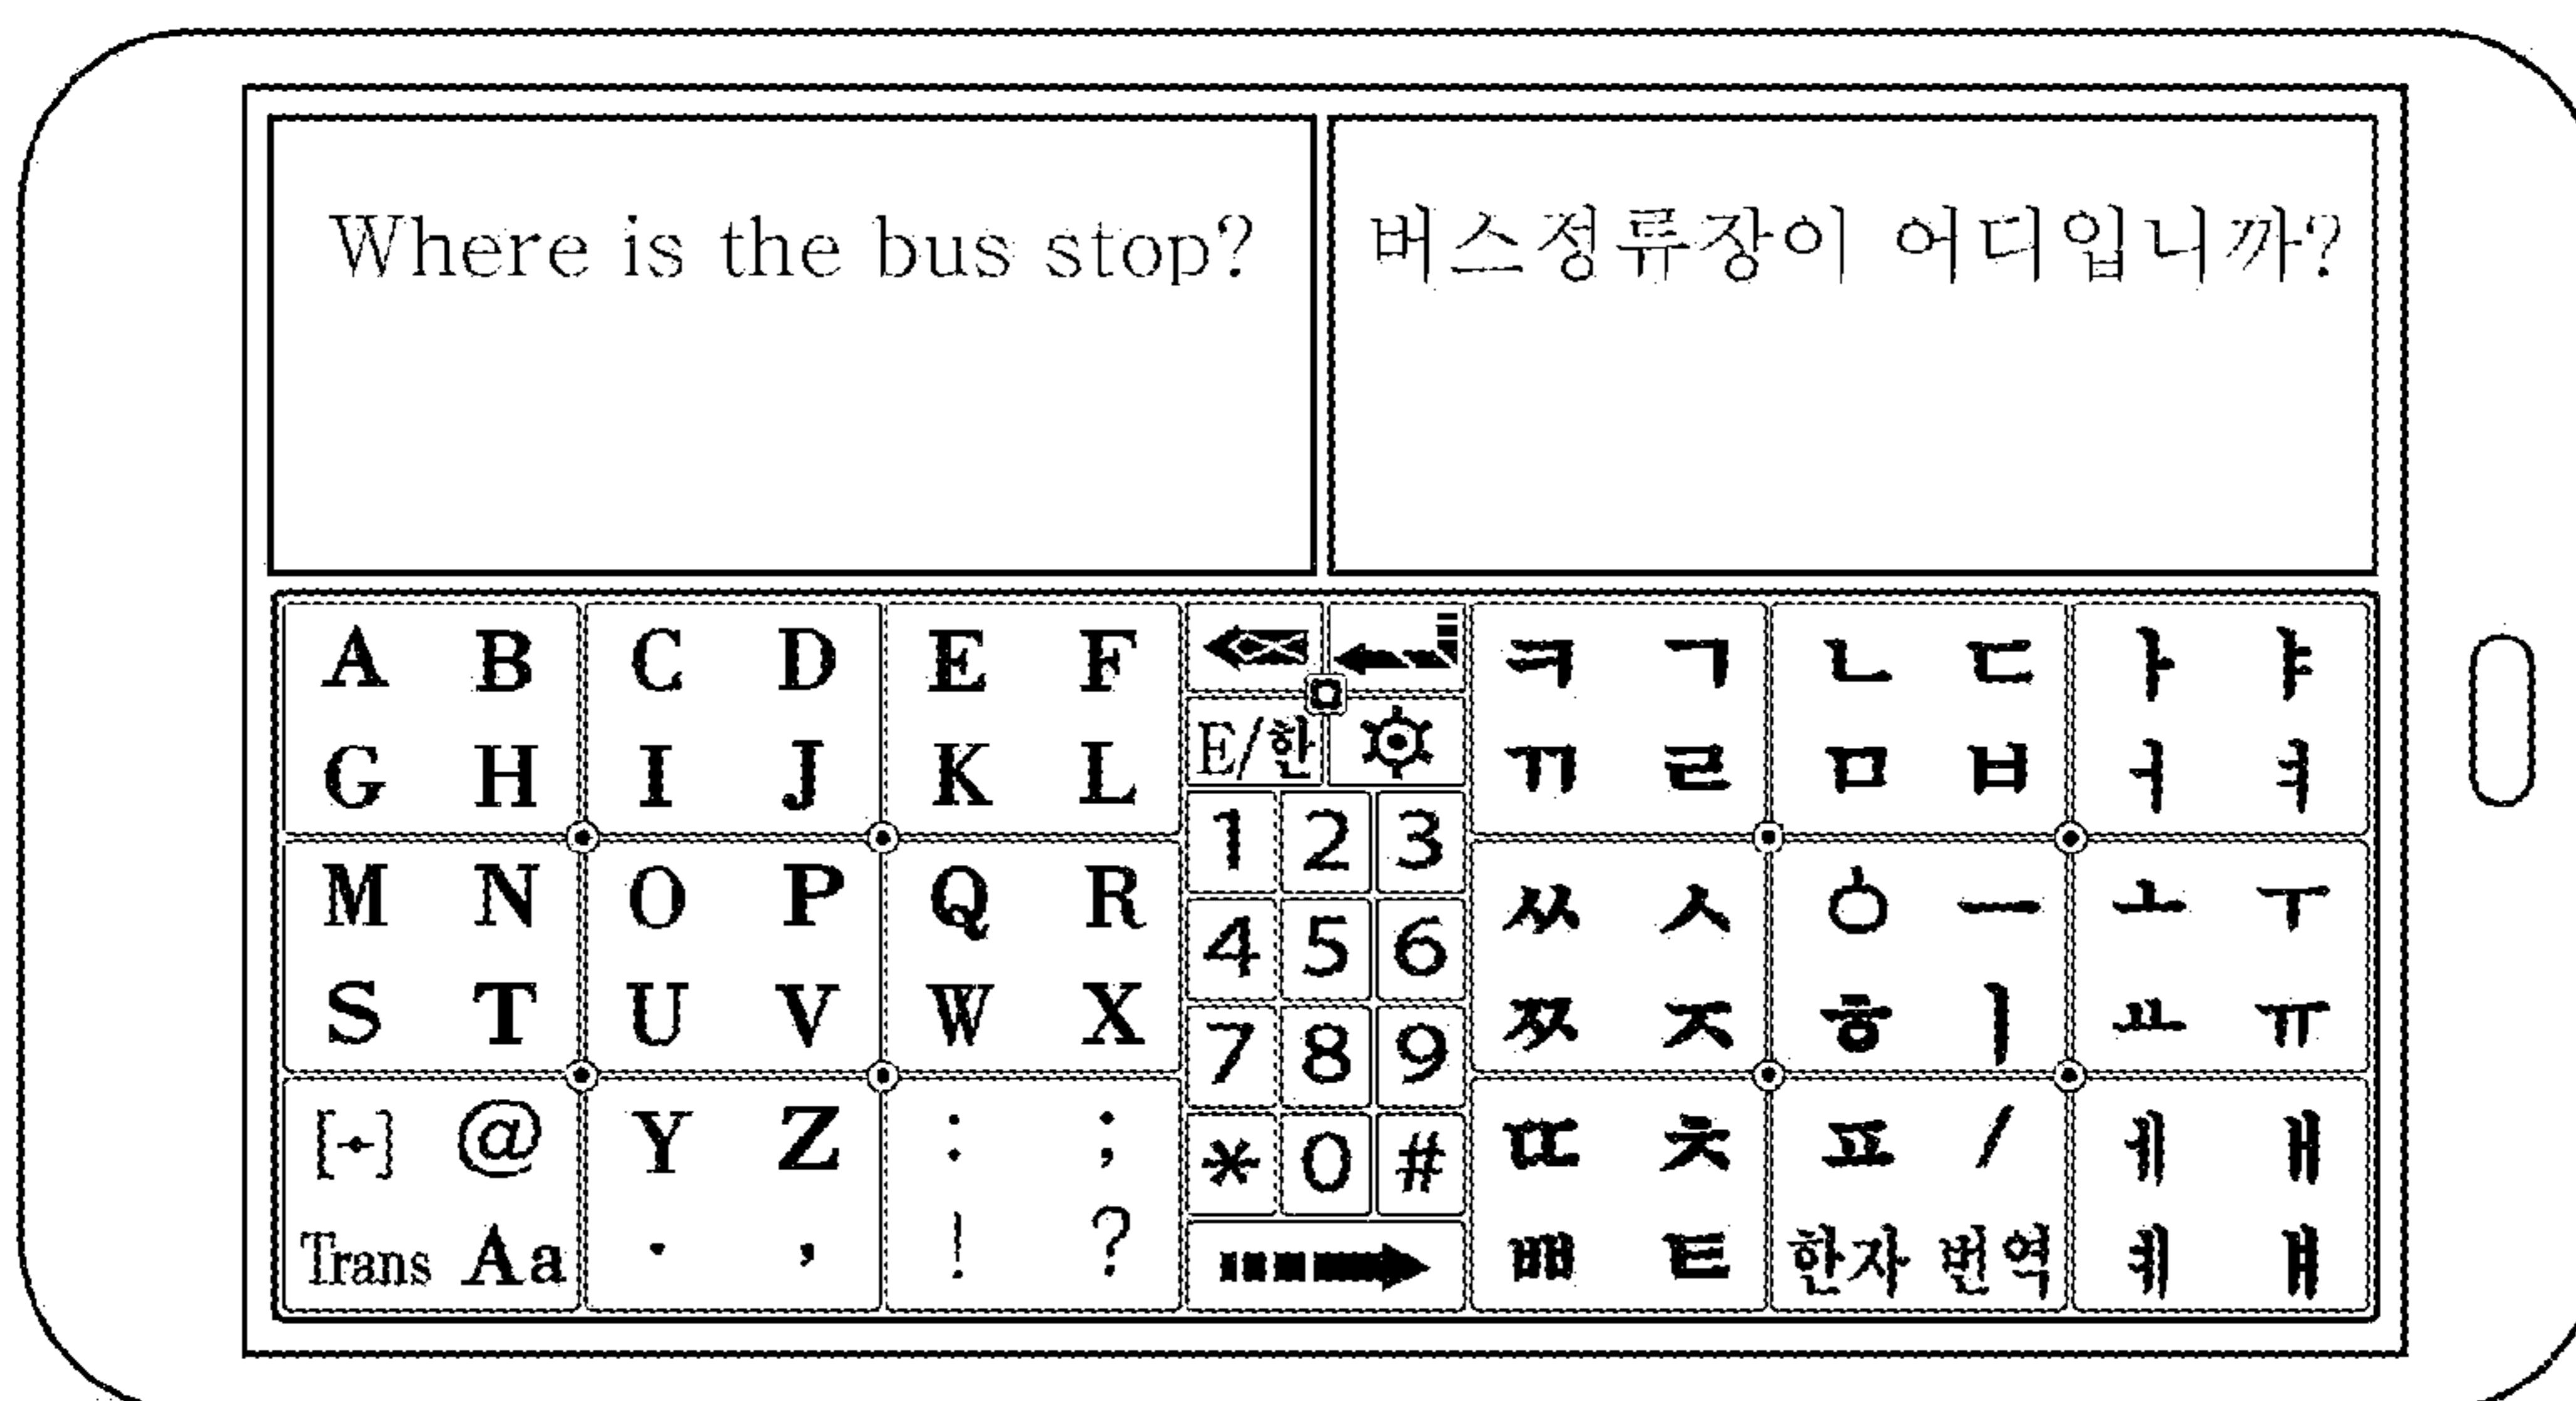 Where is the bus stop?
버스정류장이 어디입니까?
A B C D E F
G H I J K L
M N O P Q R
S T U V W X
@ Y Z : ;
Trans Aa . , ! ?
E/한
1 2 3
4 5 6
7 8 9
* 0 #
ㅋ ㄱ ㄴ ㄷ ㅏ ㅑ
ㄲ ㄹ ㅁ ㅂ ㅓ ㅕ
ㅆ ㅅ ㅇ ㅡ ㅗ ㅜ
ㅉ ㅈ ㅎ ㅣ ㅛ ㅠ
ㄸ ㅊ ㅍ / ㅔ ㅐ
ㅃ ㅌ 한자 번역 ㅖ ㅒ